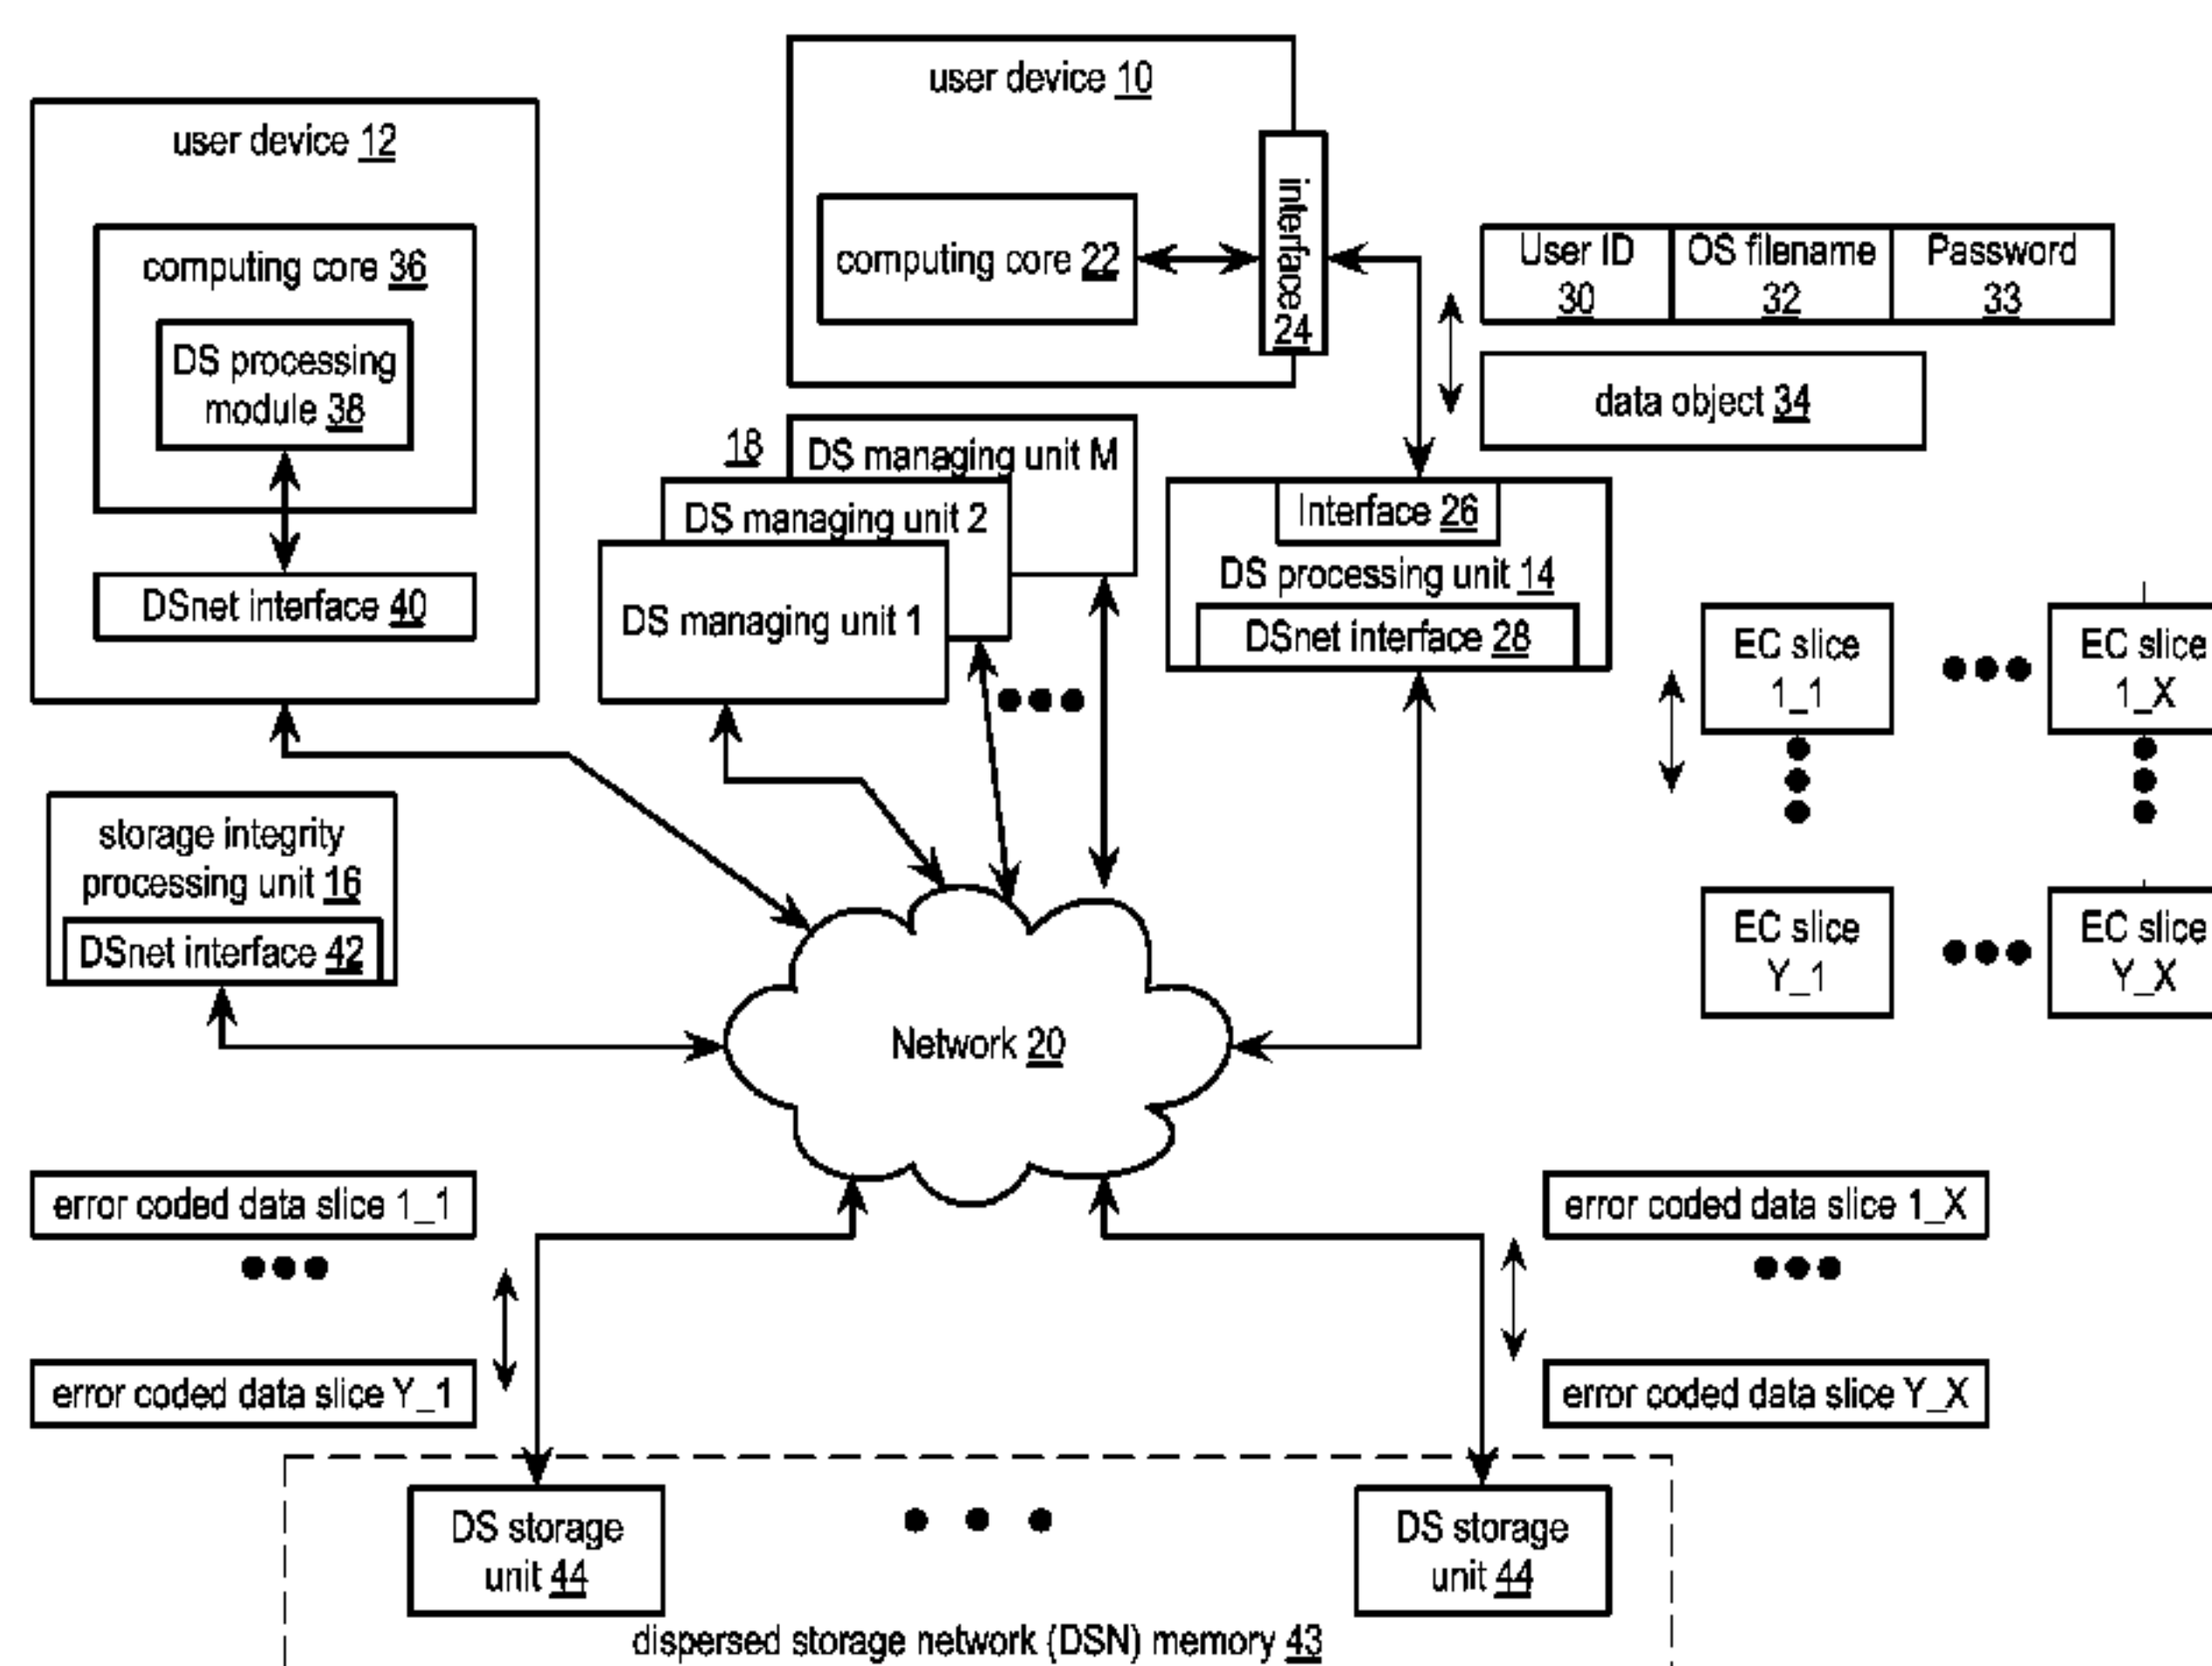 user device 10
user device 12
computing core 36
DS processing
module 38
DSnet interface 40
computing core 22
interface
24
User ID
30
OS filename
32
Password
33
data object 34
18
DS managing unit M
DS managing unit 2
DS managing unit 1
Interface 26
DS processing unit 14
DSnet interface 28
EC slice
1_1
EC slice
1_X
EC slice
Y_1
EC slice
Y_X
storage integrity
processing unit 16
DSnet interface 42
Network 20
error coded data slice 1_1
error coded data slice Y_1
error coded data slice 1_X
error coded data slice Y_X
DS storage
unit 44
DS storage
unit 44
dispersed storage network (DSN) memory 43